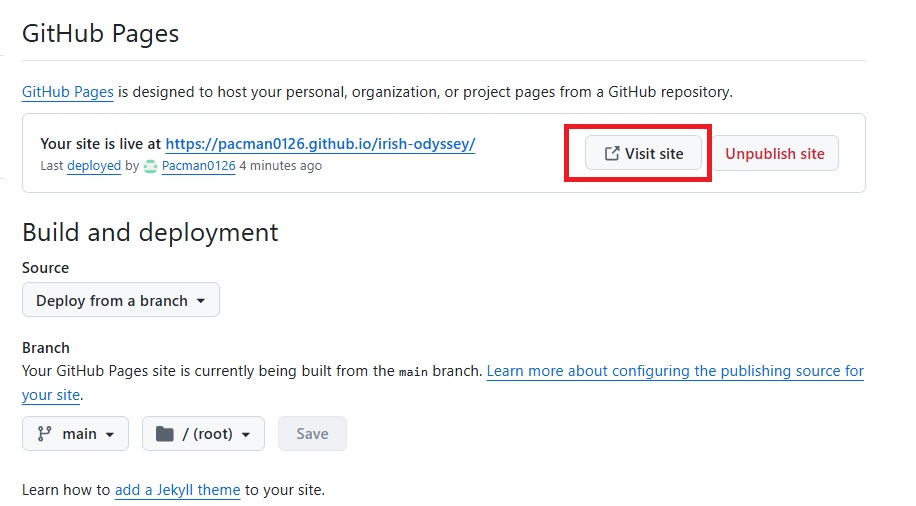 GitHub Pages
GitHub Pages is designed to host your personal, organization, or project pages from a GitHub repository.
Your site is live at https://pacman0126.github.io/irish-odyssey/
Last deployed by Pacman0126 4 minutes ago
Visit site
Unpublish site
Build and deployment
Source
Deploy from a branch
Branch
Your GitHub Pages site is currently being built from the main branch. Learn more about configuring the publishing source for
your site.
main
/ (root)
Save
Learn how to add a Jekyll theme to your site.